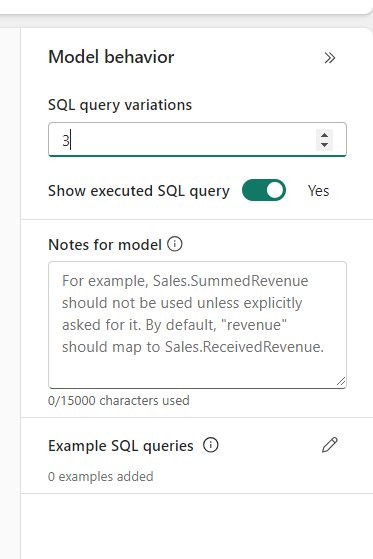 Model behavior
SQL query variations
3
Show executed SQL query Yes
Notes for model
For example, Sales.SummedRevenue
should not be used unless explicitly
asked for it. By default, "revenue"
should map to Sales.ReceivedRevenue.
0/15000 characters used
Example SQL queries
0 examples added